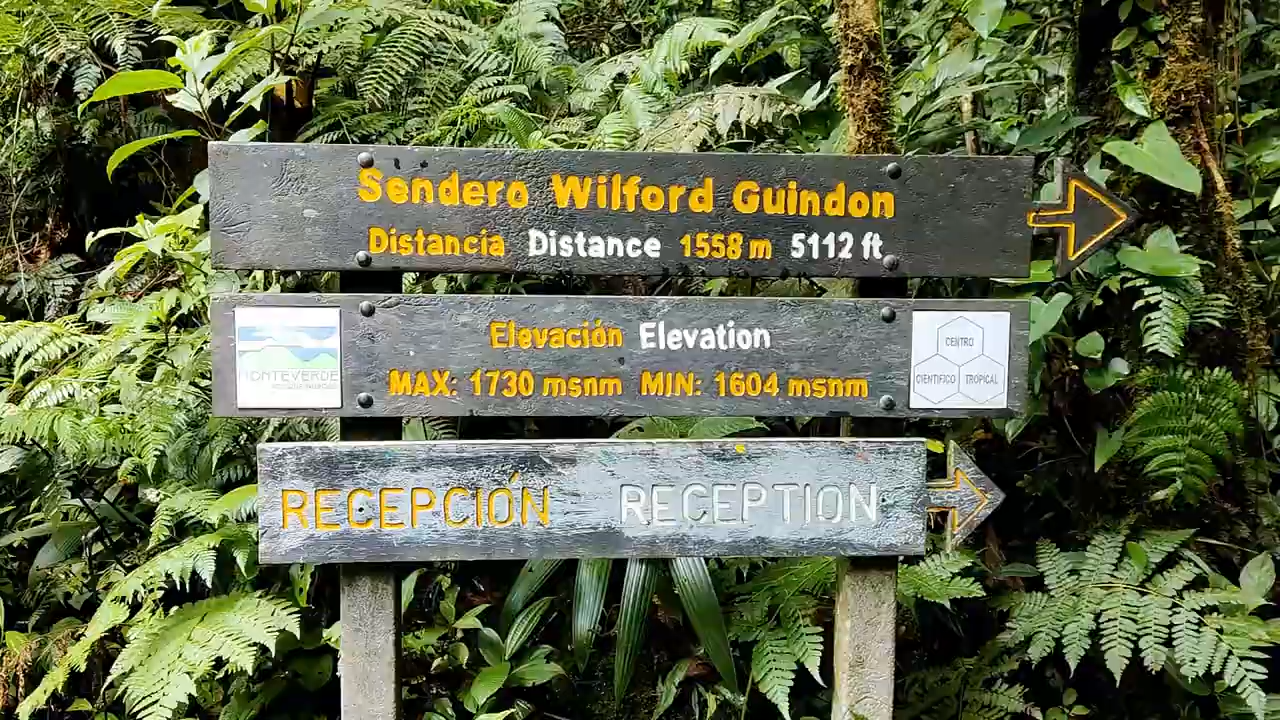 Sendero Wilford Guindon
Distancia Distance 1558 m 5112 ft
Elevación Elevation
MAX: 1730 msnm MIN: 1604 msnm
MONTEVERDE
CENTRO
CIENTIFICO TROPICAL
RECEPCIÓN RECEPTION